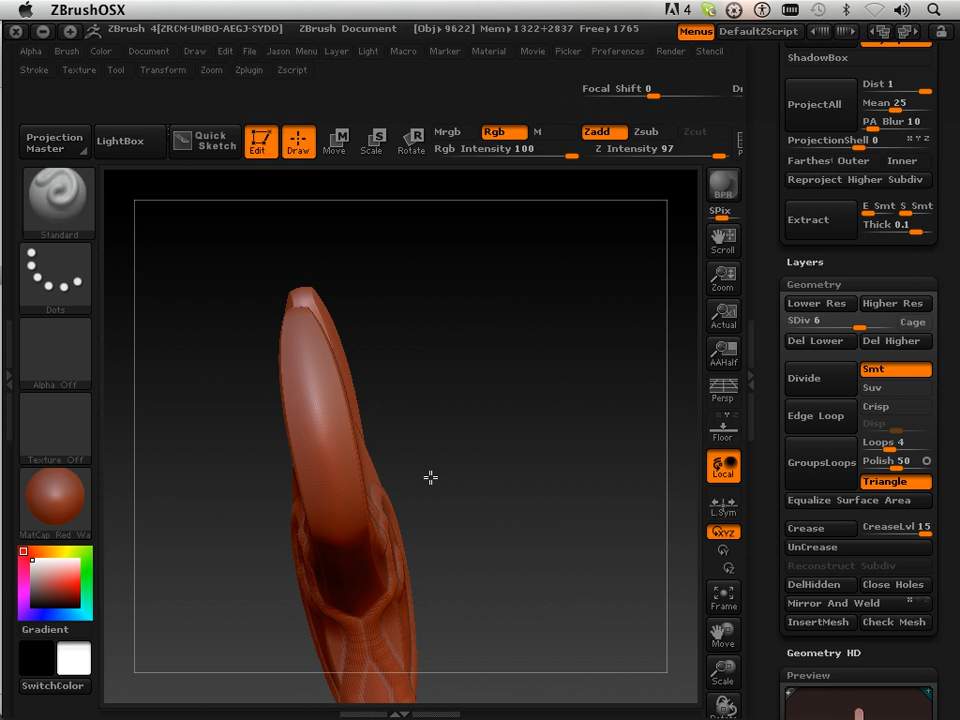 ZBrushOSX
4
ZBrush 4[ZRCM-UMBO-AEGJ-SYDD] ZBrush Document [Obj▸9622] Mem▸1322+2837 Free▸1765 Menus DefaultZScript
Alpha Brush Color Document Draw Edit File Jason Menu Layer Light Macro Marker Material Movie Picker Preferences Render Stencil
Stroke Texture Tool Transform Zoom Zplugin Zscript
Focal Shift 0
Projection Master
LightBox
Quick Sketch
Edit
Draw
Move
Scale
Rotate
Mrgb Rgb M
Rgb Intensity 100
Zadd Zsub Zcut
Z Intensity 97
Standard
Dots
Alpha Off
Texture Off
MatCap Red Wa
Gradient
SwitchColor
BPR
SPix
Scroll
Zoom
Actual
AAHalf
Persp
Floor
Local
L.Sym
XYZ
Y
Z
Frame
Move
Scale
ShadowBox
ProjectAll
Dist 1
Mean 25
PA Blur 10
ProjectionShell 0
Farthest Outer Inner
Reproject Higher Subdiv
Extract
E Smt S Smt
Thick 0.1
Layers
Geometry
Lower Res Higher Res
SDiv 6 Cage
Del Lower Del Higher
Divide
Smt
Suv
Edge Loop
Crisp
Disp
GroupsLoops
Loops 4
Polish 50
Triangle
Equalize Surface Area
Crease CreaseLvl 15
UnCrease
Reconstruct Subdiv
DelHidden Close Holes
Mirror And Weld
InsertMesh Check Mesh
Geometry HD
Preview